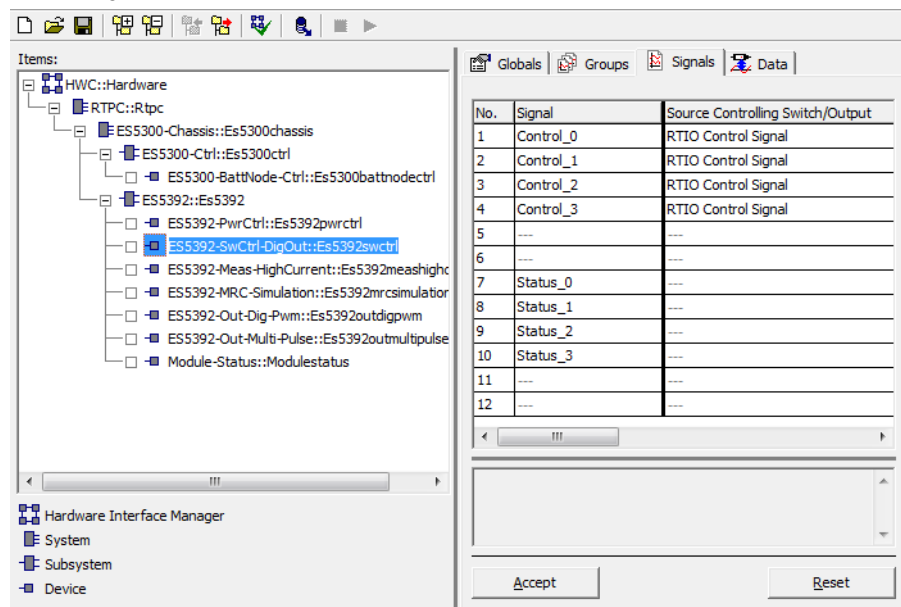 Items:
HWC::Hardware
RTPC::Rtpc
ES5300-Chassis::Es5300chassis
ES5300-Ctrl::Es5300ctrl
ES5300-BattNode-Ctrl::Es5300battnodectrl
ES5392::Es5392
ES5392-PwrCtrl::Es5392pwrctrl
ES5392-SwCtrl-DigOut::Es5392swctrl
ES5392-Meas-HighCurrent::Es5392meashighc
ES5392-MRC-Simulation::Es5392mrcsimulation
ES5392-Out-Dig-Pwm::Es5392outdigpwm
ES5392-Out-Multi-Pulse::Es5392outmultipulse
Module-Status::Modulestatus
Hardware Interface Manager
System
Subsystem
Device
Globals Groups Signals Data
No. Signal Source Controlling Switch/Output
1 Control_0 RTIO Control Signal
2 Control_1 RTIO Control Signal
3 Control_2 RTIO Control Signal
4 Control_3 RTIO Control Signal
5 --- ---
6 --- ---
7 Status_0 ---
8 Status_1 ---
9 Status_2 ---
10 Status_3 ---
11 --- ---
12 --- ---
Accept Reset